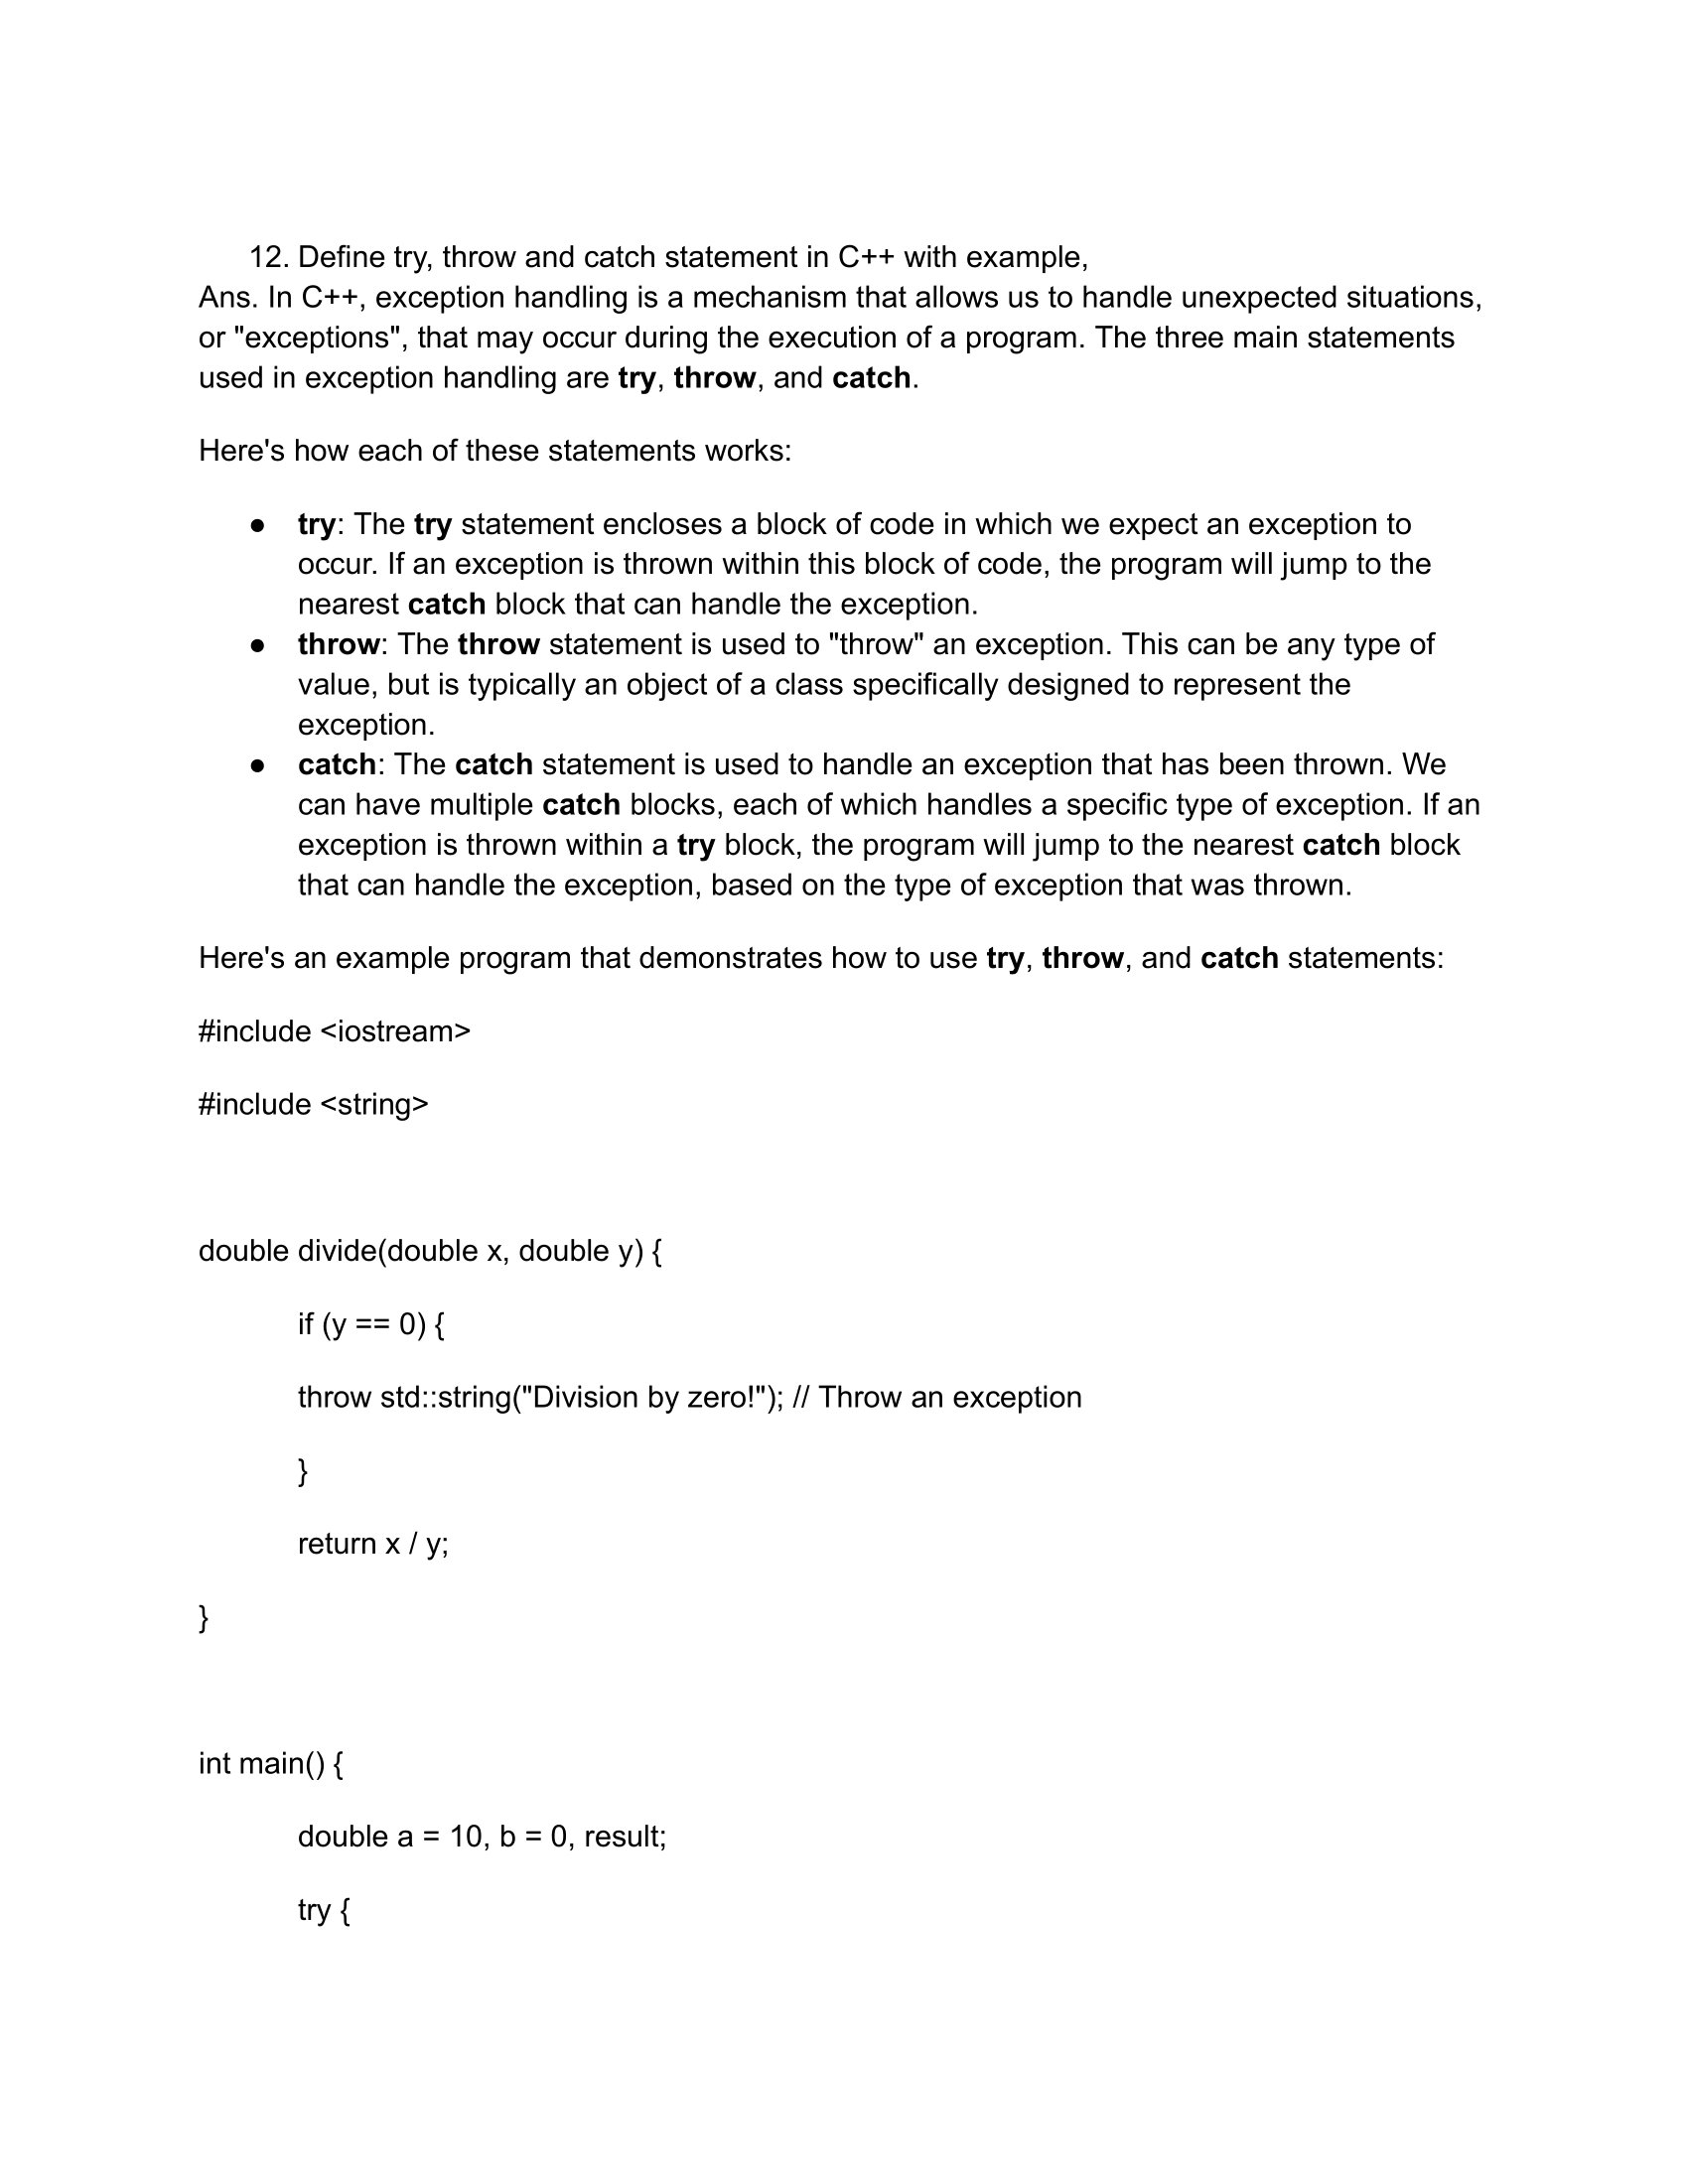 12. Define try, throw and catch statement in C++ with example,
Ans. In C++, exception handling is a mechanism that allows us to handle unexpected situations,
or "exceptions", that may occur during the execution of a program. The three main statements
used in exception handling are try, throw, and catch.
Here's how each of these statements works:
● try: The try statement encloses a block of code in which we expect an exception to
occur. If an exception is thrown within this block of code, the program will jump to the
nearest catch block that can handle the exception.
● throw: The throw statement is used to "throw" an exception. This can be any type of
value, but is typically an object of a class specifically designed to represent the
exception.
● catch: The catch statement is used to handle an exception that has been thrown. We
can have multiple catch blocks, each of which handles a specific type of exception. If an
exception is thrown within a try block, the program will jump to the nearest catch block
that can handle the exception, based on the type of exception that was thrown.
Here's an example program that demonstrates how to use try, throw, and catch statements:
#include <iostream>
#include <string>
double divide(double x, double y) {
if (y == 0) {
throw std::string("Division by zero!"); // Throw an exception
}
return x / y;
}
int main() {
double a = 10, b = 0, result;
try {